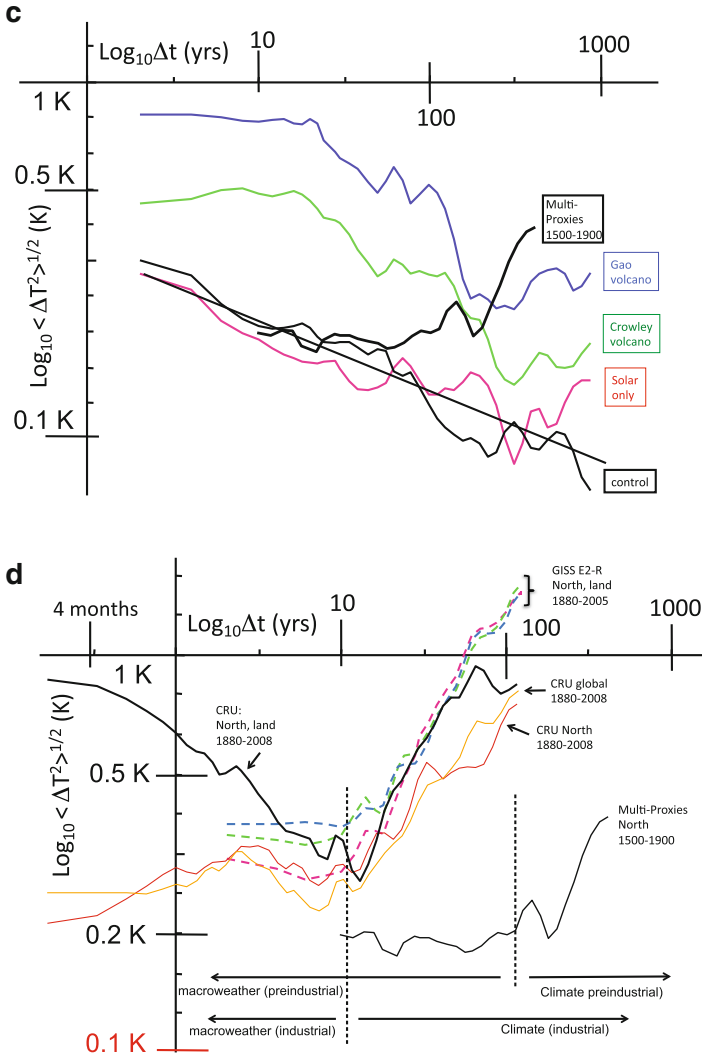 c
Log10Δt (yrs)
10
1000
1 K
100
0.5 K
Multi-
Proxies
1500-1900
Log10 < ΔT2>1/2 (K)
Gao
volcano
Crowley
volcano
Solar
only
0.1 K
control
d
GISS E2-R
North, land
1880-2005
4 months
Log10Δt (yrs)
10
100
1000
1 K
CRU:
North, land
1880-2008
CRU global
1880-2008
CRU North
1880-2008
0.5 K
Log10 < ΔT2>1/2 (K)
Multi-Proxies
North
1500-1900
0.2 K
macroweather (preindustrial)
Climate preindustrial)
macroweather (industrial)
Climate (industrial)
0.1 K